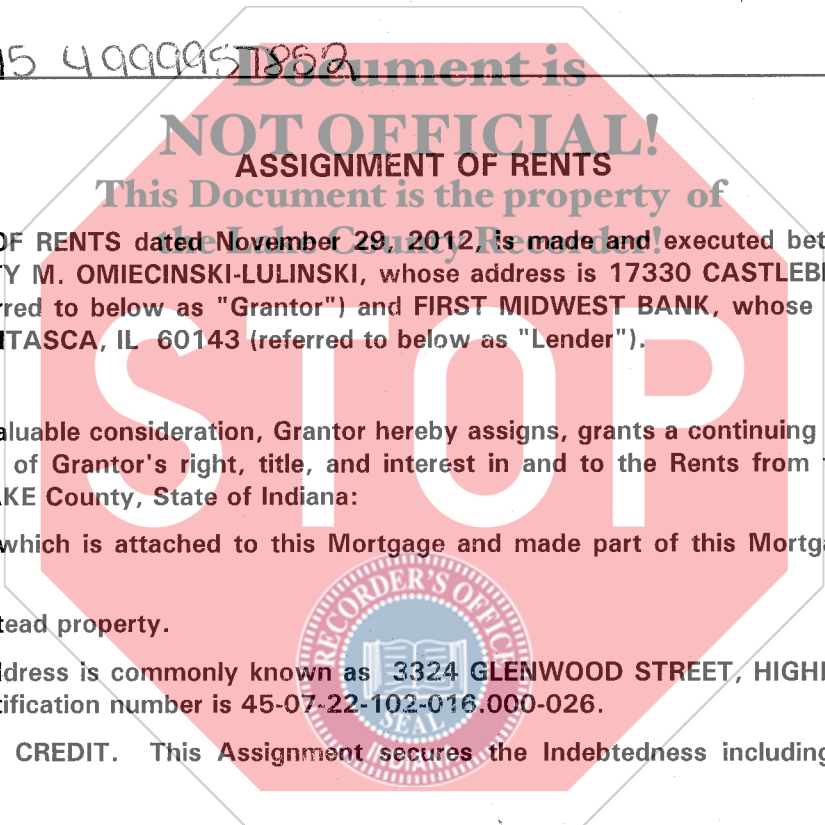 15 4999957852
Document is
NOT OFFICIAL!
ASSIGNMENT OF RENTS
This Document is the property of
the Lake County Recorder!
OF RENTS dated November 29, 2012, is made and executed bet
TY M. OMIECINSKI-LULINSKI, whose address is 17330 CASTLEB
rred to below as "Grantor") and FIRST MIDWEST BANK, whose
ITASCA, IL 60143 (referred to below as "Lender").
STOP
aluable consideration, Grantor hereby assigns, grants a continuing
of Grantor's right, title, and interest in and to the Rents from
AKE County, State of Indiana:
which is attached to this Mortgage and made part of this Mortga
tead property.
ddress is commonly known as 3324 GLENWOOD STREET, HIGH
tification number is 45-07-22-102-016.000-026.
CREDIT. This Assignment secures the Indebtedness including
RECORDER'S OFFICE
SEAL
INDIANA